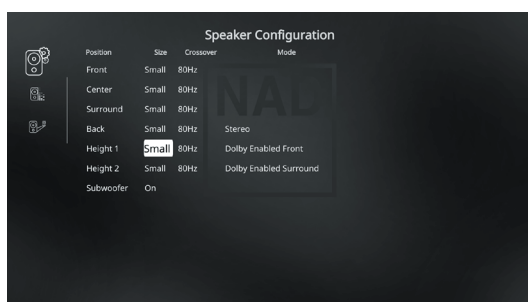 Speaker Configuration
Position Size Crossover Mode
Front Small 80Hz
Center Small 80Hz
Surround Small 80Hz
Back Small 80Hz Stereo
Height 1 Small 80Hz Dolby Enabled Front
Height 2 Small 80Hz Dolby Enabled Surround
Subwoofer On
NAD